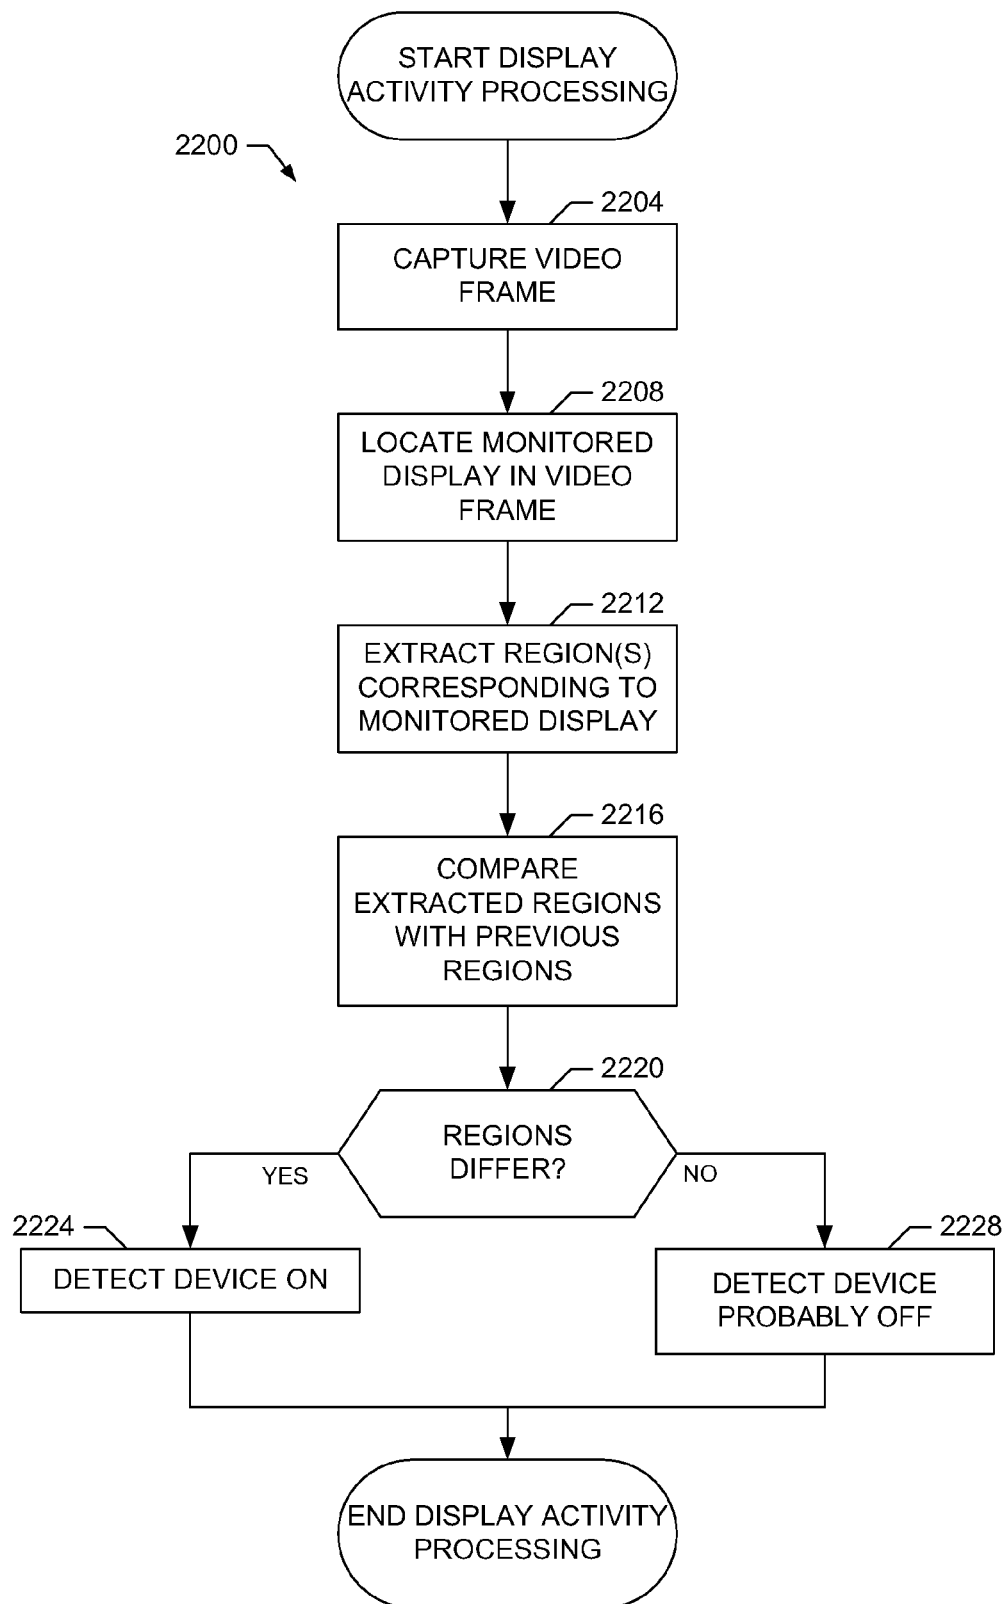 START DISPLAY
ACTIVITY PROCESSING
2200
2204
CAPTURE VIDEO
FRAME
2208
LOCATE MONITORED
DISPLAY IN VIDEO
FRAME
2212
EXTRACT REGION(S)
CORRESPONDING TO
MONITORED DISPLAY
2216
COMPARE
EXTRACTED REGIONS
WITH PREVIOUS
REGIONS
2220
REGIONS
DIFFER?
YES
NO
2224
DETECT DEVICE ON
2228
DETECT DEVICE
PROBABLY OFF
END DISPLAY ACTIVITY
PROCESSING